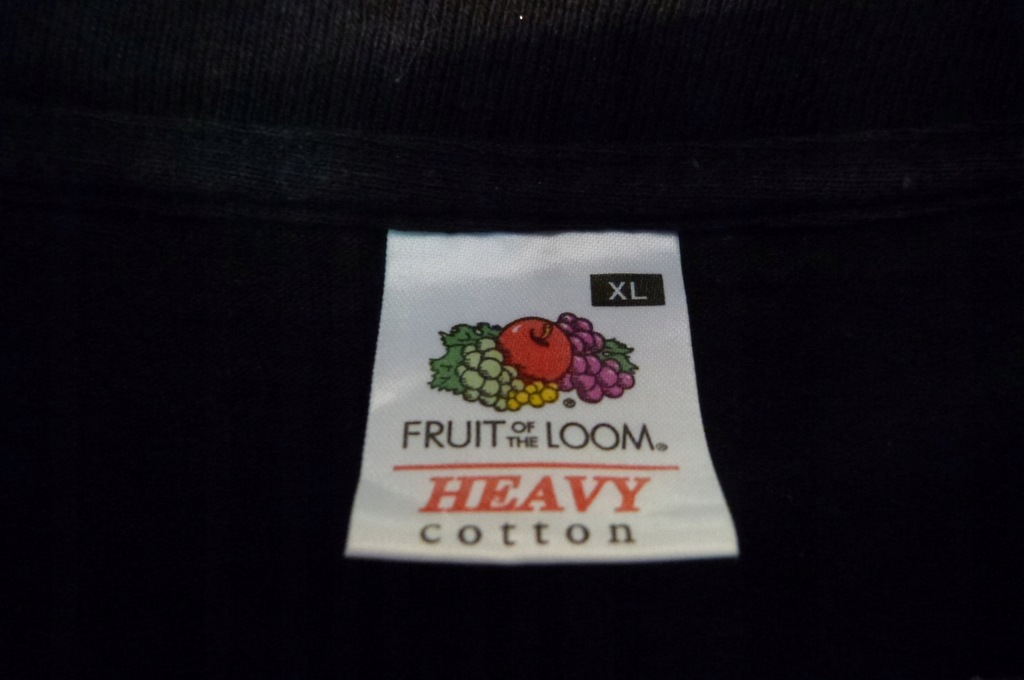 XL
FRUIT OF THE LOOM®
HEAVY
cotton